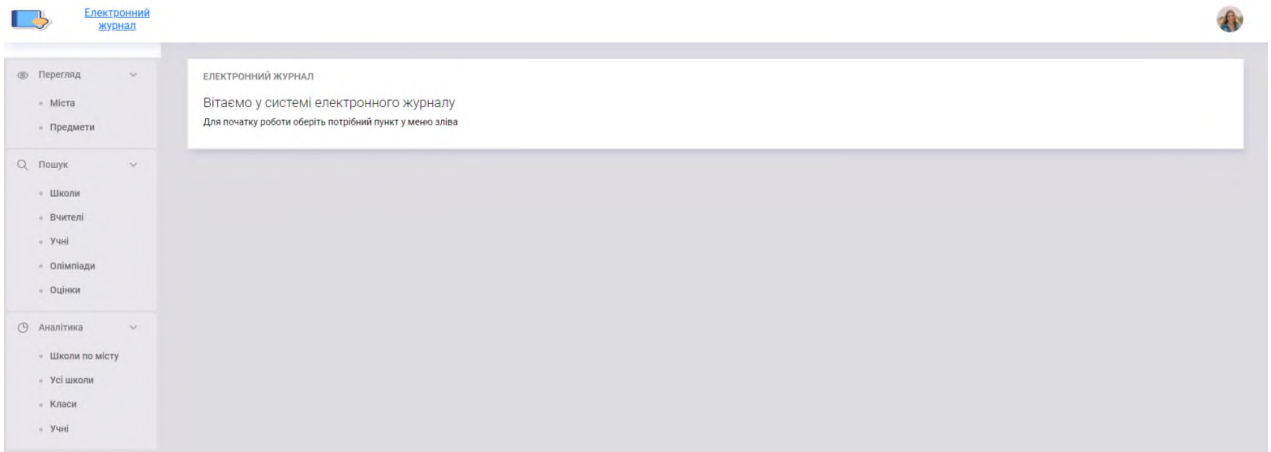 Електронний
журнал
Перегляд
Міста
Предмети
Пошук
Школи
Вчителі
Учні
Олімпіади
Оцінки
Аналітика
Школи по місту
Усі школи
Класи
Учні
ЕЛЕКТРОННИЙ ЖУРНАЛ
Вітаємо у системі електронного журналу
Для початку роботи оберіть потрібний пункт у меню зліва